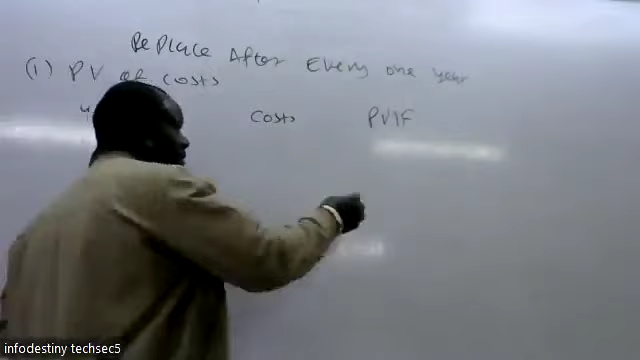 Replace After Every one year
(1) PV of costs
Costs PVIF
infodestiny techsec5